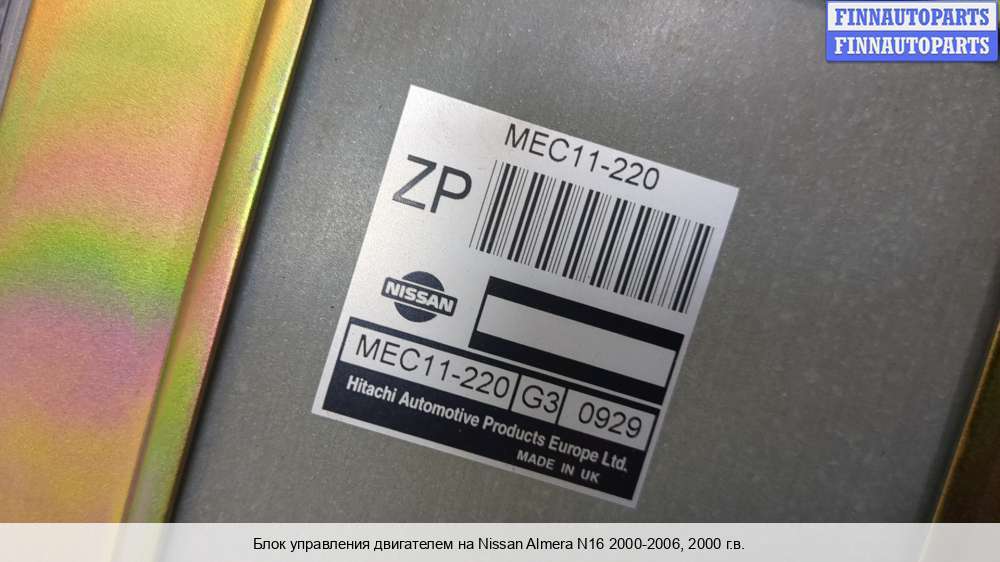 FINNAUTOPARTS
FINNAUTOPARTS
MEC11-220
ZP
NISSAN
MEC11-220 G3 0929
Hitachi Automotive Products Europe Ltd.
MADE IN UK
Блок управления двигателем на Nissan Almera N16 2000-2006, 2000 г.в.